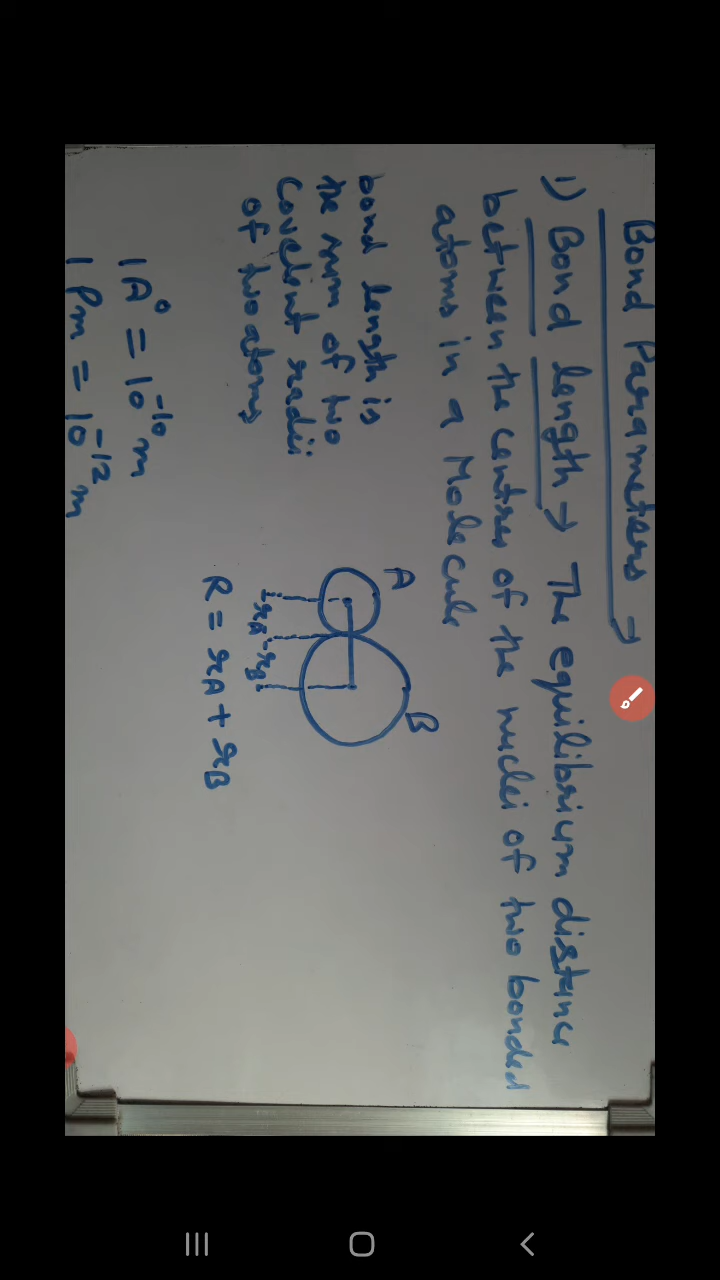 Bond Parameters →
1) Bond length → The equilibrium distance
between the centres of the nuclei of two bonded
atoms in a Molecule
bond length is
the sum of two
Covelent radii
of two atoms
A
B
rA
rB
R = rA + rB
1 A° = 10⁻¹⁰ m
1 Pm = 10⁻¹² m